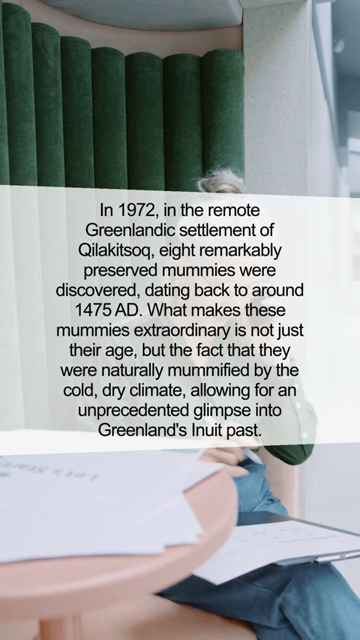 In 1972, in the remote
Greenlandic settlement of
Qilakitsoq, eight remarkably
preserved mummies were
discovered, dating back to around
1475 AD. What makes these
mummies extraordinary is not just
their age, but the fact that they
were naturally mummified by the
cold, dry climate, allowing for an
unprecedented glimpse into
Greenland's Inuit past.
Let's Start